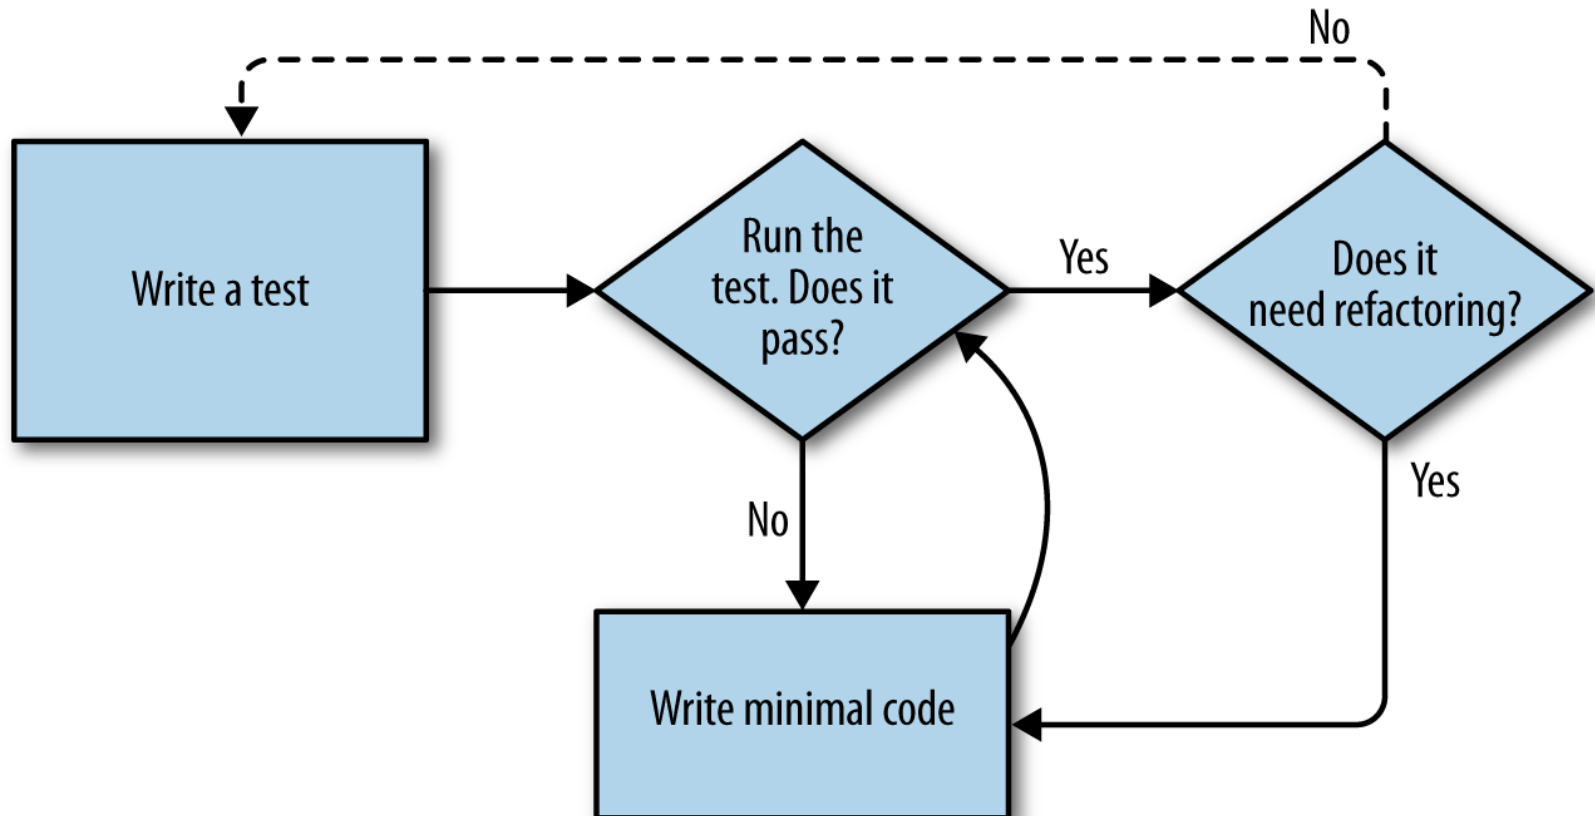 No
Write a test
Run the
test. Does it
pass?
Yes
Does it
need refactoring?
No
Yes
Write minimal code